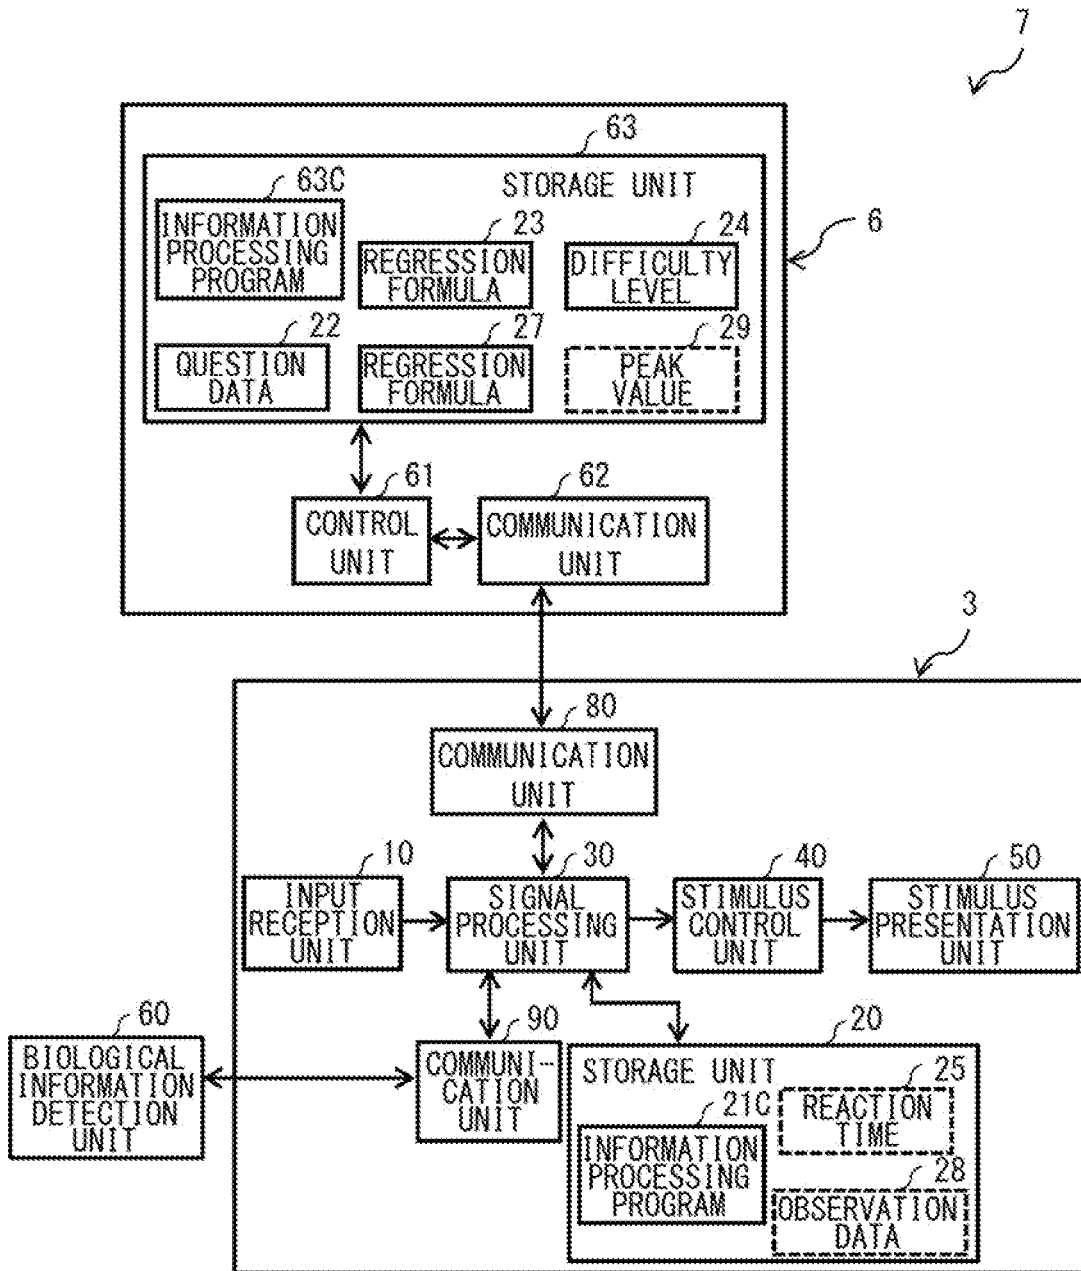 7
63
63C
STORAGE UNIT
INFORMATION
PROCESSING
PROGRAM
23
REGRESSION
FORMULA
24
DIFFICULTY
LEVEL
6
22
QUESTION
DATA
27
REGRESSION
FORMULA
29
PEAK
VALUE
61
CONTROL
UNIT
62
COMMUNICATION
UNIT
3
80
COMMUNICATION
UNIT
10
INPUT
RECEPTION
UNIT
30
SIGNAL
PROCESSING
UNIT
40
STIMULUS
CONTROL
UNIT
50
STIMULUS
PRESENTATION
UNIT
60
BIOLOGICAL
INFORMATION
DETECTION
UNIT
90
COMMUNI-
CATION
UNIT
20
STORAGE UNIT
25
REACTION
TIME
21C
INFORMATION
PROCESSING
PROGRAM
28
OBSERVATION
DATA